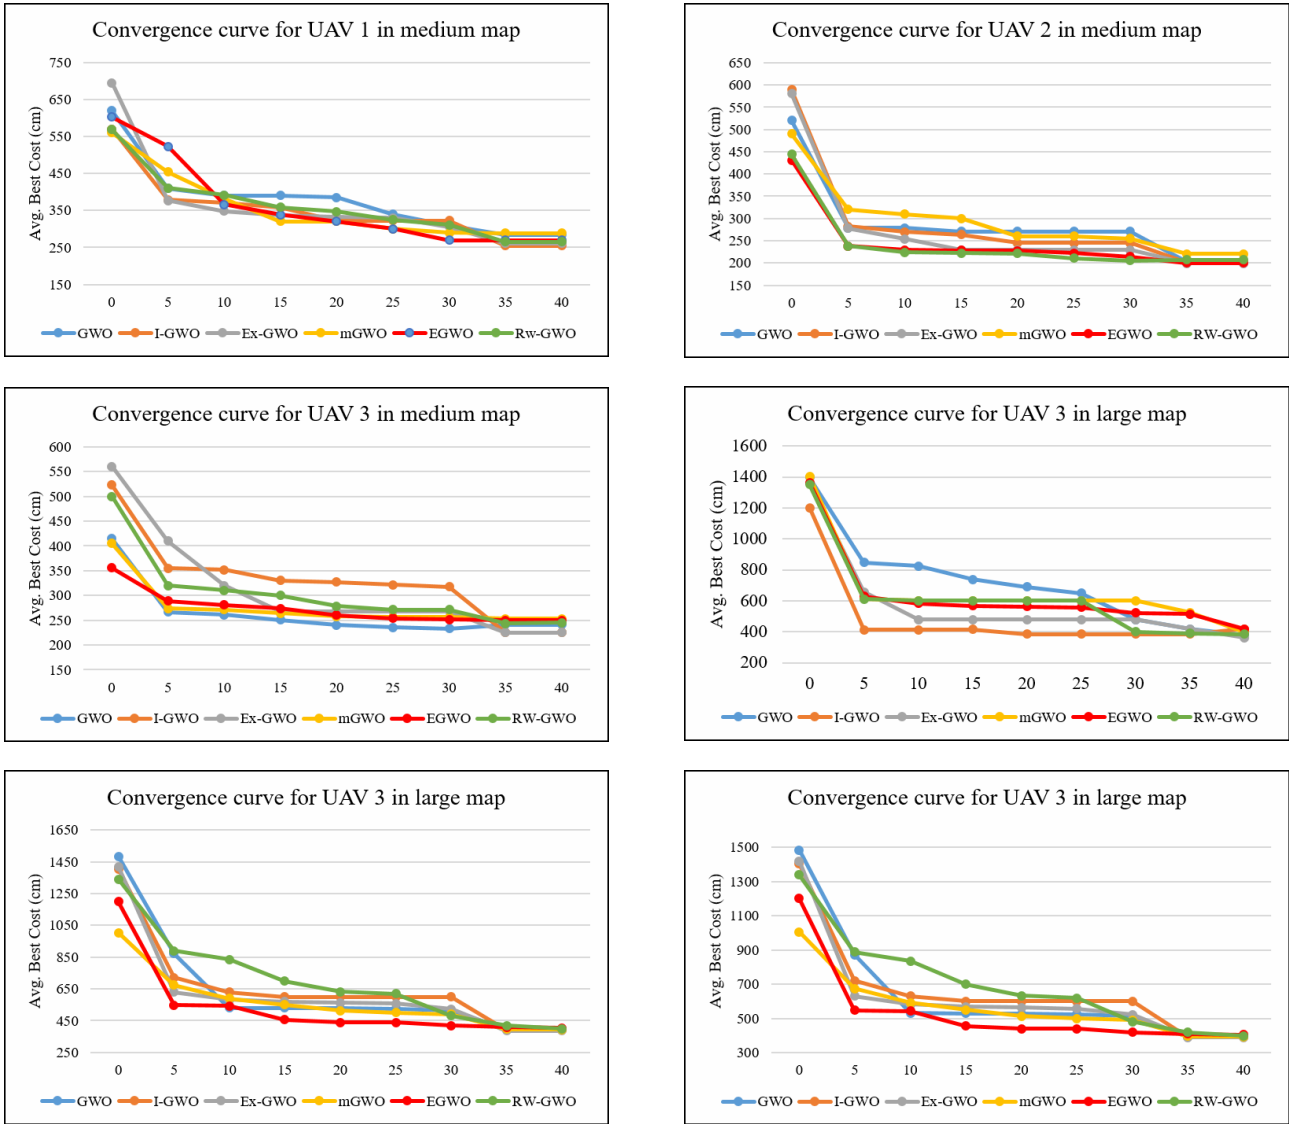 Convergence curve for UAV 1 in medium map
Avg. Best Cost (cm)
750
650
550
450
350
250
150
0 5 10 15 20 25 30 35 40
GWO I-GWO Ex-GWO mGWO EGWO Rw-GWO
Convergence curve for UAV 2 in medium map
Avg. Best Cost (cm)
650
600
550
500
450
400
350
300
250
200
150
0 5 10 15 20 25 30 35 40
GWO I-GWO Ex-GWO mGWO EGWO Rw-GWO
Convergence curve for UAV 3 in medium map
Avg. Best Cost (cm)
600
550
500
450
400
350
300
250
200
150
0 5 10 15 20 25 30 35 40
GWO I-GWO Ex-GWO mGWO EGWO RW-GWO
Convergence curve for UAV 3 in large map
Avg. Best Cost (cm)
1600
1400
1200
1000
800
600
400
200
0 5 10 15 20 25 30 35 40
GWO I-GWO Ex-GWO mGWO EGWO RW-GWO
Convergence curve for UAV 3 in large map
Avg. Best Cost (cm)
1650
1450
1250
1050
850
650
450
250
0 5 10 15 20 25 30 35 40
GWO I-GWO Ex-GWO mGWO EGWO RW-GWO
Convergence curve for UAV 3 in large map
Avg. Best Cost (cm)
1500
1300
1100
900
700
500
300
0 5 10 15 20 25 30 35 40
GWO I-GWO Ex-GWO mGWO EGWO RW-GWO